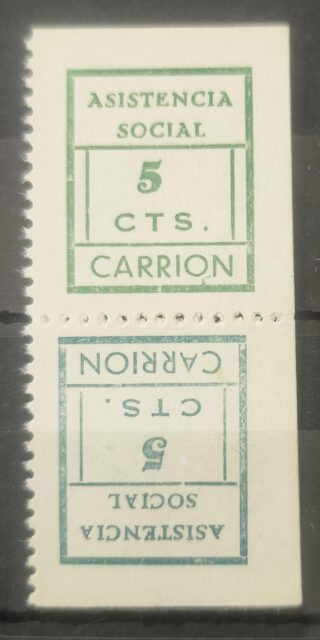 ASISTENCIA
SOCIAL
5
CTS.
CARRION
ASISTENCIA
SOCIAL
5
CTS.
CARRION